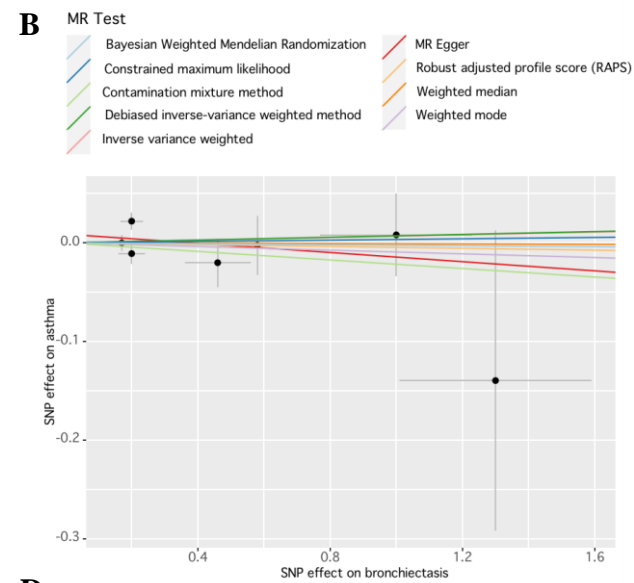 B
MR Test
Bayesian Weighted Mendelian Randomization
Constrained maximum likelihood
Contamination mixture method
Debiased inverse-variance weighted method
Inverse variance weighted
MR Egger
Robust adjusted profile score (RAPS)
Weighted median
Weighted mode
SNP effect on asthma
0.0
-0.1
-0.2
-0.3
0.4 0.8 1.2 1.6
SNP effect on bronchiectasis